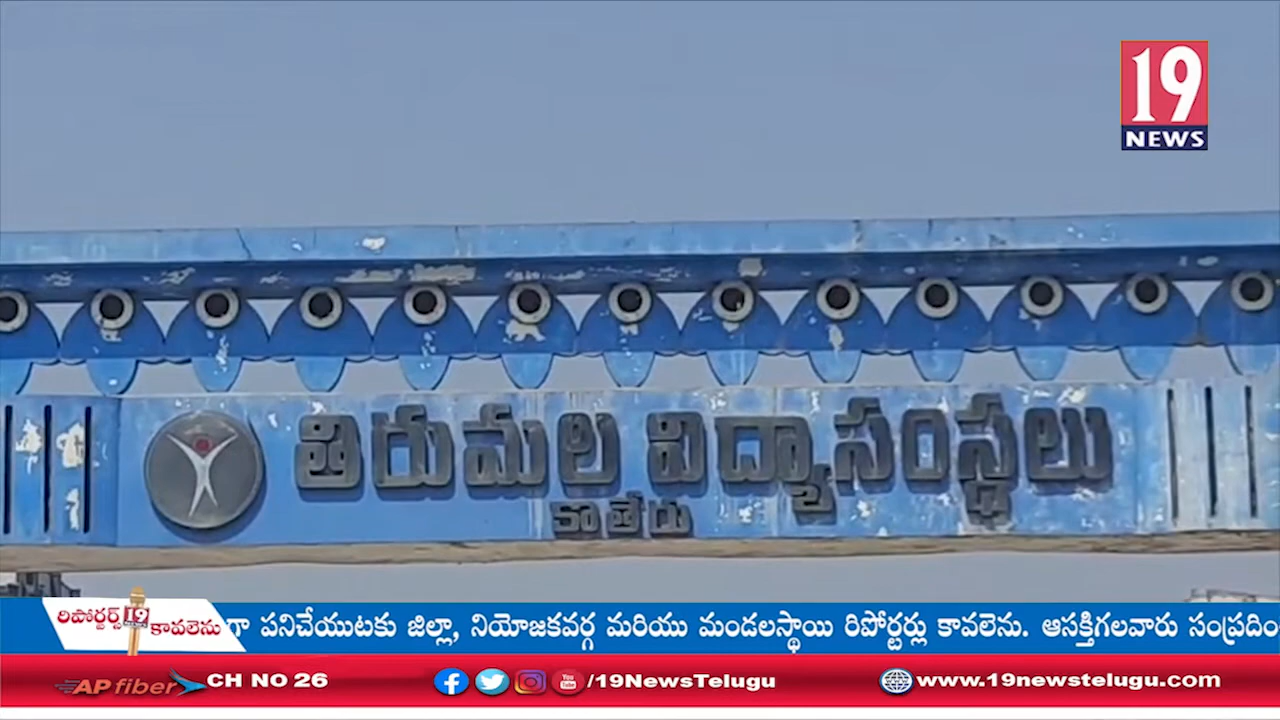 19
NEWS
తిరుమల విద్యాసంస్థలు
కాతేరు
రిపోర్టర్స్ 19 కావలెను
గా పనిచేయుటకు జిల్లా, నియోజకవర్గ మరియు మండలస్థాయి రిపోర్టర్లు కావలెను. ఆసక్తిగలవారు
AP fiber CH NO 26 /19NewsTelugu www.19newstelugu.com